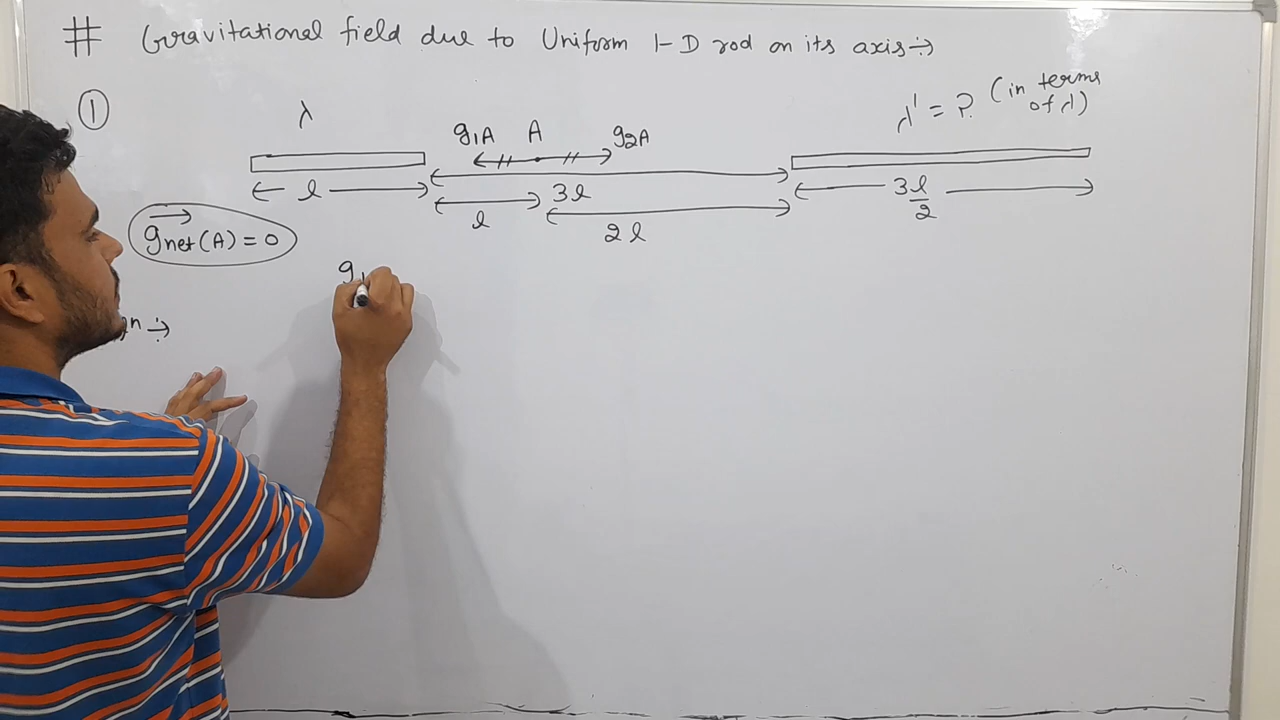 # Gravitational field due to Uniform 1-D rod on its axis :→
① λ λ' = ? (in terms of λ)
g1A A g2A
l 3l 3l/2
l 2l
g⃗net(A) = 0
g1
n :→